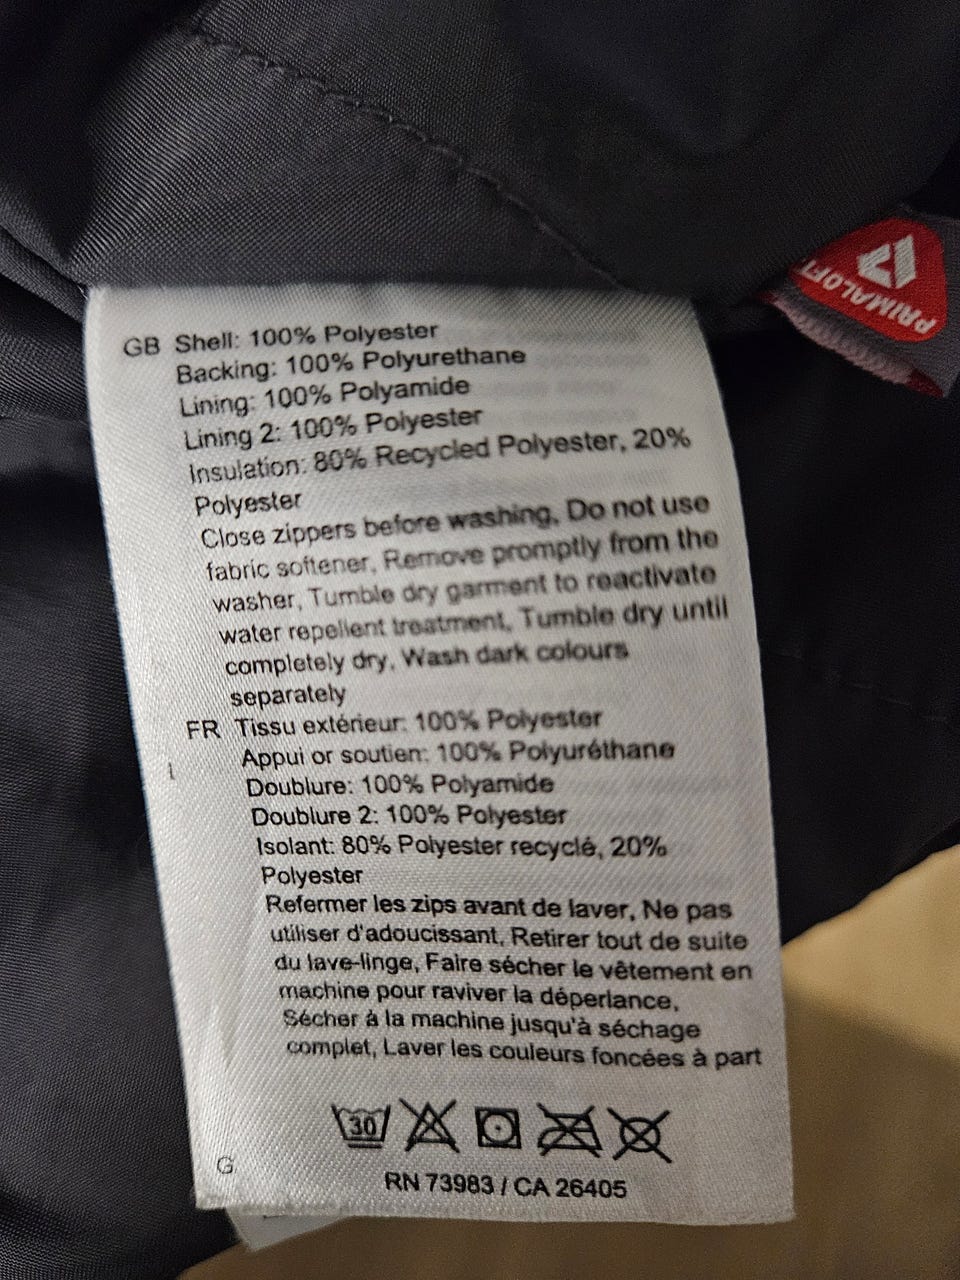 PRIMALOFT
GB Shell: 100% Polyester
Backing: 100% Polyurethane
Lining: 100% Polyamide
Lining 2: 100% Polyester
Insulation: 80% Recycled Polyester, 20%
Polyester
Close zippers before washing, Do not use
fabric softener, Remove promptly from the
washer, Tumble dry garment to reactivate
water repellent treatment, Tumble dry until
completely dry, Wash dark colours
separately
FR Tissu extérieur: 100% Polyester
Appui or soutien: 100% Polyuréthane
Doublure: 100% Polyamide
Doublure 2: 100% Polyester
Isolant: 80% Polyester recyclé, 20%
Polyester
Refermer les zips avant de laver, Ne pas
utiliser d'adoucissant, Retirer tout de suite
du lave-linge, Faire sécher le vêtement en
machine pour raviver la déperlance,
Sécher à la machine jusqu'à séchage
complet, Laver les couleurs foncées à part
30
G
RN 73983 / CA 26405